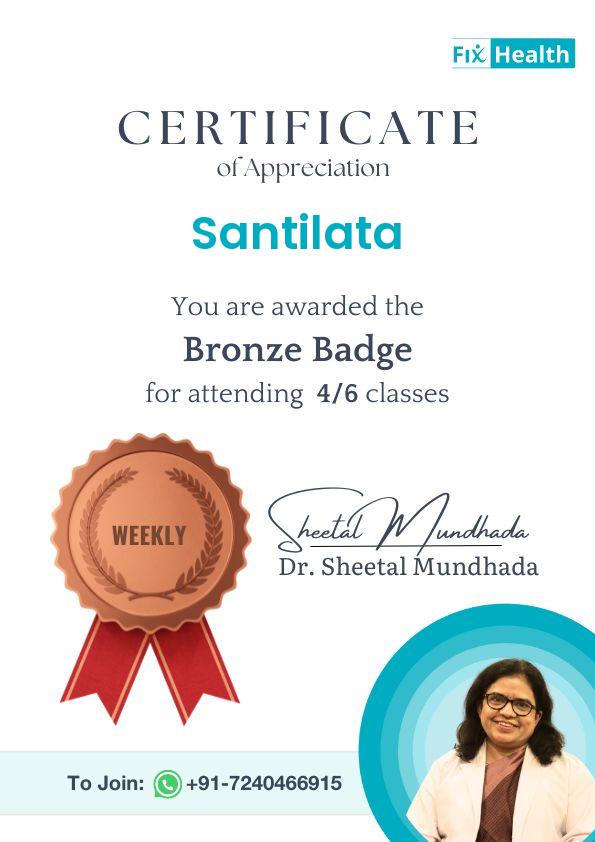 Fix Health
CERTIFICATE
of Appreciation
Santilata
You are awarded the
Bronze Badge
for attending 4/6 classes
WEEKLY
Sheetal Mundhada
Dr. Sheetal Mundhada
To Join: +91-7240466915